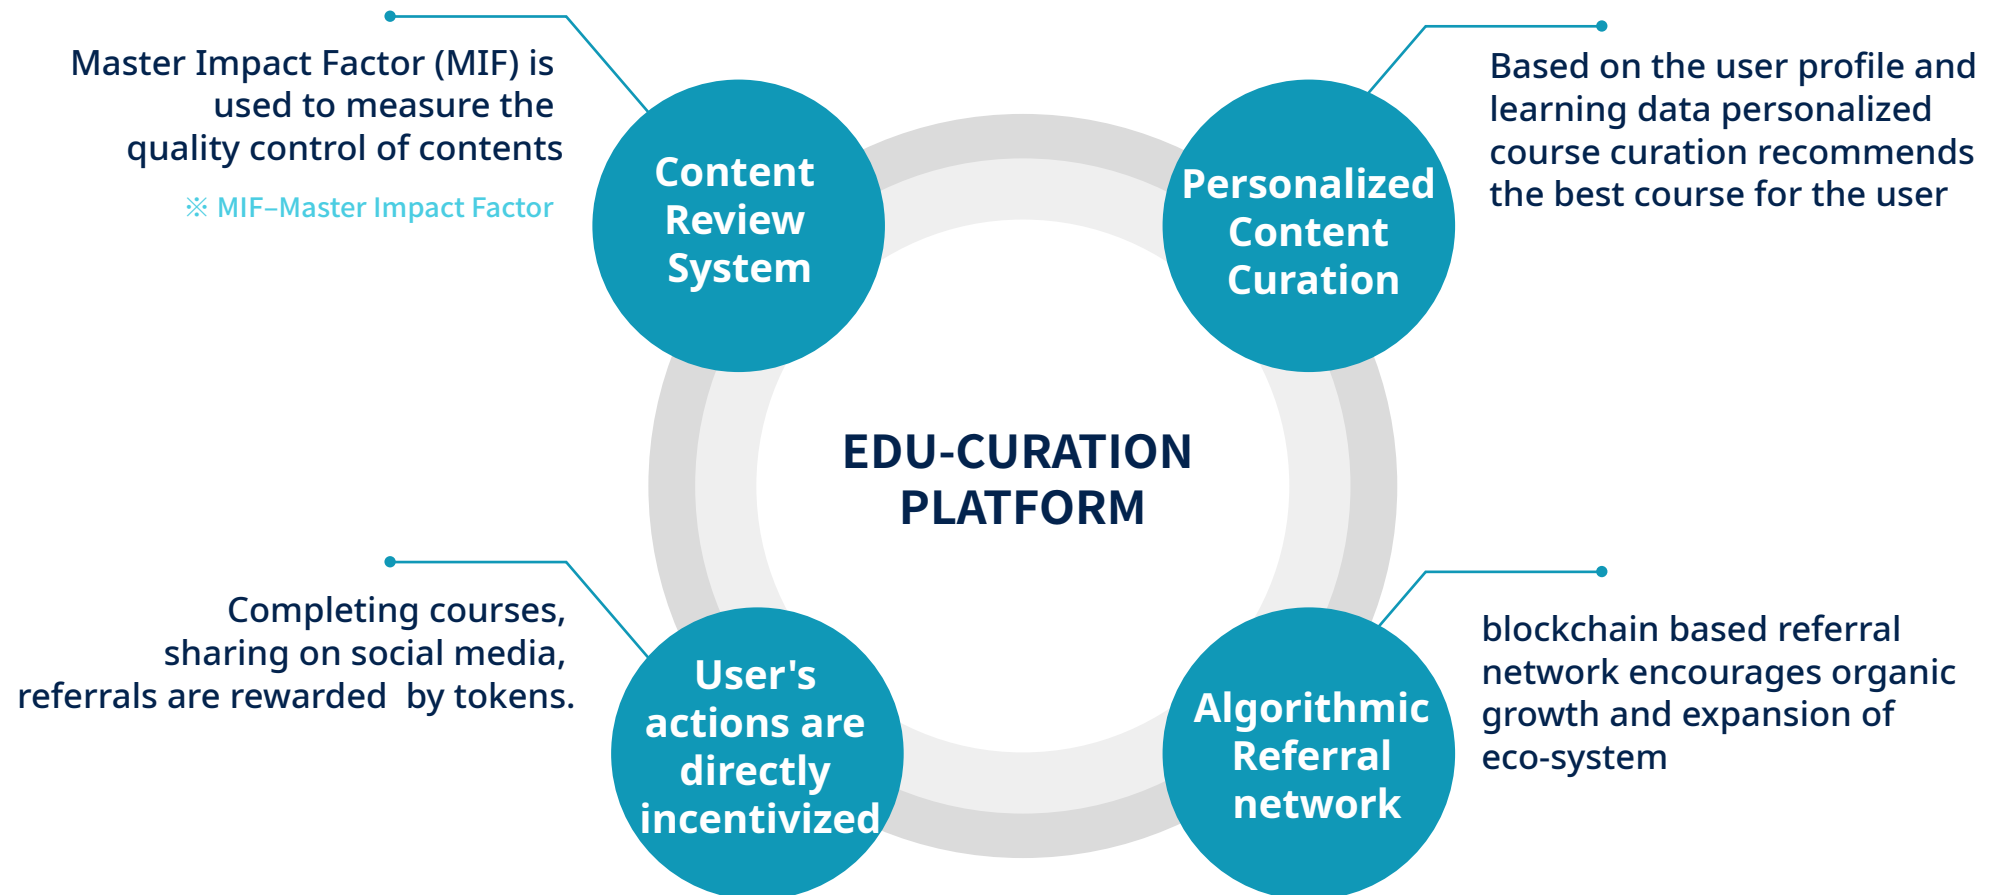 Master Impact Factor (MIF) is
used to measure the
quality control of contents
※ MIF–Master Impact Factor
Content
Review
System
Personalized
Content
Curation
Based on the user profile and
learning data personalized
course curation recommends
the best course for the user
EDU-CURATION
PLATFORM
Completing courses,
sharing on social media,
referrals are rewarded  by tokens.
User's
actions are
directly
incentivized
Algorithmic
Referral
network
blockchain based referral
network encourages organic
growth and expansion of
eco-system